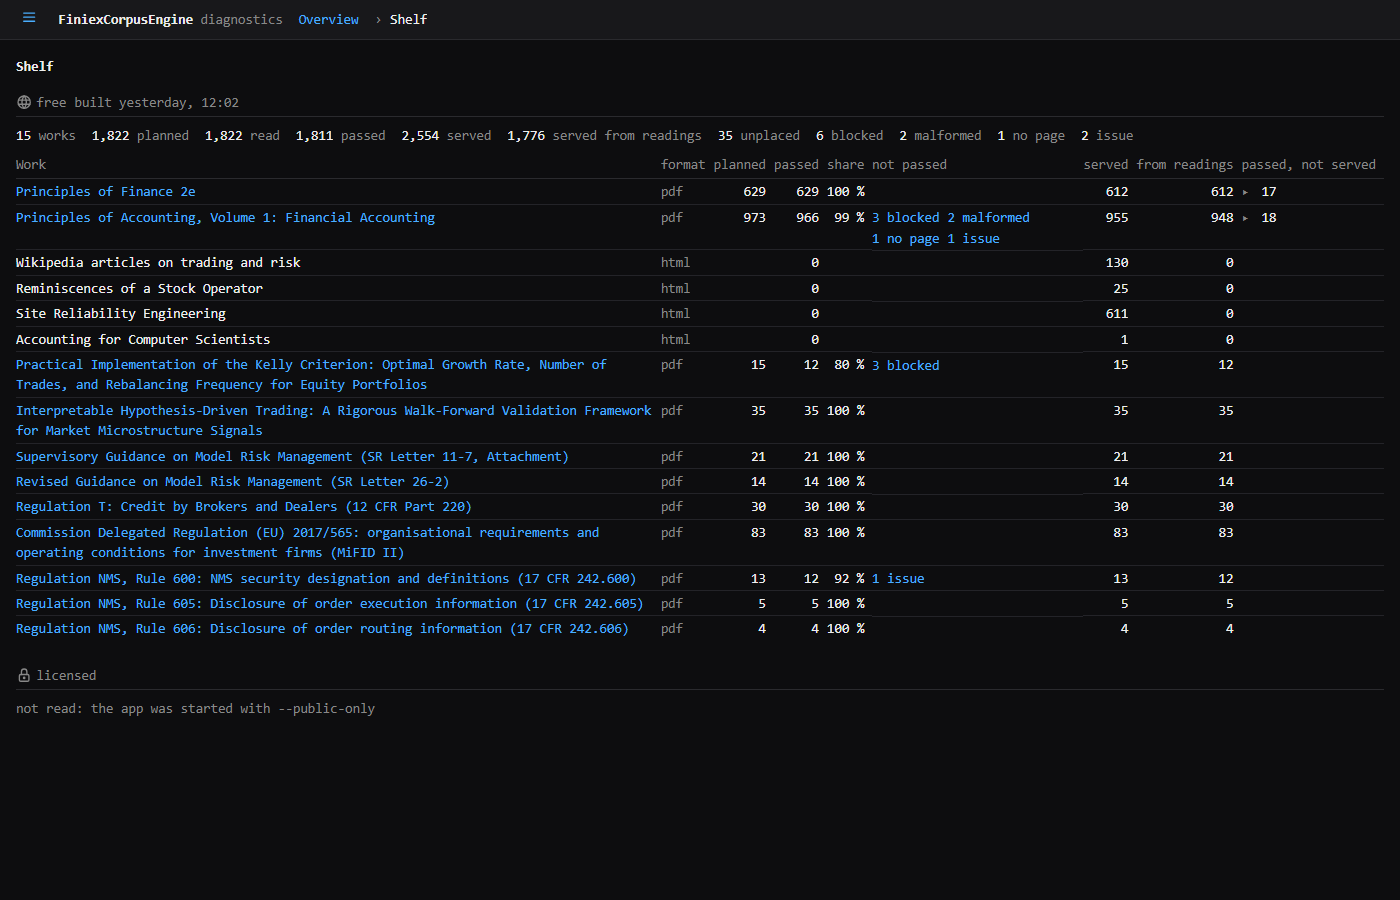 FiniexCorpusEngine diagnostics Overview › Shelf
Shelf
free built yesterday, 12:02
15 works 1,822 planned 1,822 read 1,811 passed 2,554 served 1,776 served from readings 35 unplaced 6 blocked 2 malformed 1 no page 2 issue
Work format planned passed share not passed served from readings passed, not served
Principles of Finance 2e pdf 629 629 100 % 612 612 ▸ 17
Principles of Accounting, Volume 1: Financial Accounting pdf 973 966 99 % 3 blocked 2 malformed 955 948 ▸ 18
1 no page 1 issue
Wikipedia articles on trading and risk html 0 130 0
Reminiscences of a Stock Operator html 0 25 0
Site Reliability Engineering html 0 611 0
Accounting for Computer Scientists html 0 1 0
Practical Implementation of the Kelly Criterion: Optimal Growth Rate, Number of pdf 15 12 80 % 3 blocked 15 12
Trades, and Rebalancing Frequency for Equity Portfolios
Interpretable Hypothesis-Driven Trading: A Rigorous Walk-Forward Validation Framework pdf 35 35 100 % 35 35
for Market Microstructure Signals
Supervisory Guidance on Model Risk Management (SR Letter 11-7, Attachment) pdf 21 21 100 % 21 21
Revised Guidance on Model Risk Management (SR Letter 26-2) pdf 14 14 100 % 14 14
Regulation T: Credit by Brokers and Dealers (12 CFR Part 220) pdf 30 30 100 % 30 30
Commission Delegated Regulation (EU) 2017/565: organisational requirements and pdf 83 83 100 % 83 83
operating conditions for investment firms (MiFID II)
Regulation NMS, Rule 600: NMS security designation and definitions (17 CFR 242.600) pdf 13 12 92 % 1 issue 13 12
Regulation NMS, Rule 605: Disclosure of order execution information (17 CFR 242.605) pdf 5 5 100 % 5 5
Regulation NMS, Rule 606: Disclosure of order routing information (17 CFR 242.606) pdf 4 4 100 % 4 4
licensed
not read: the app was started with --public-only